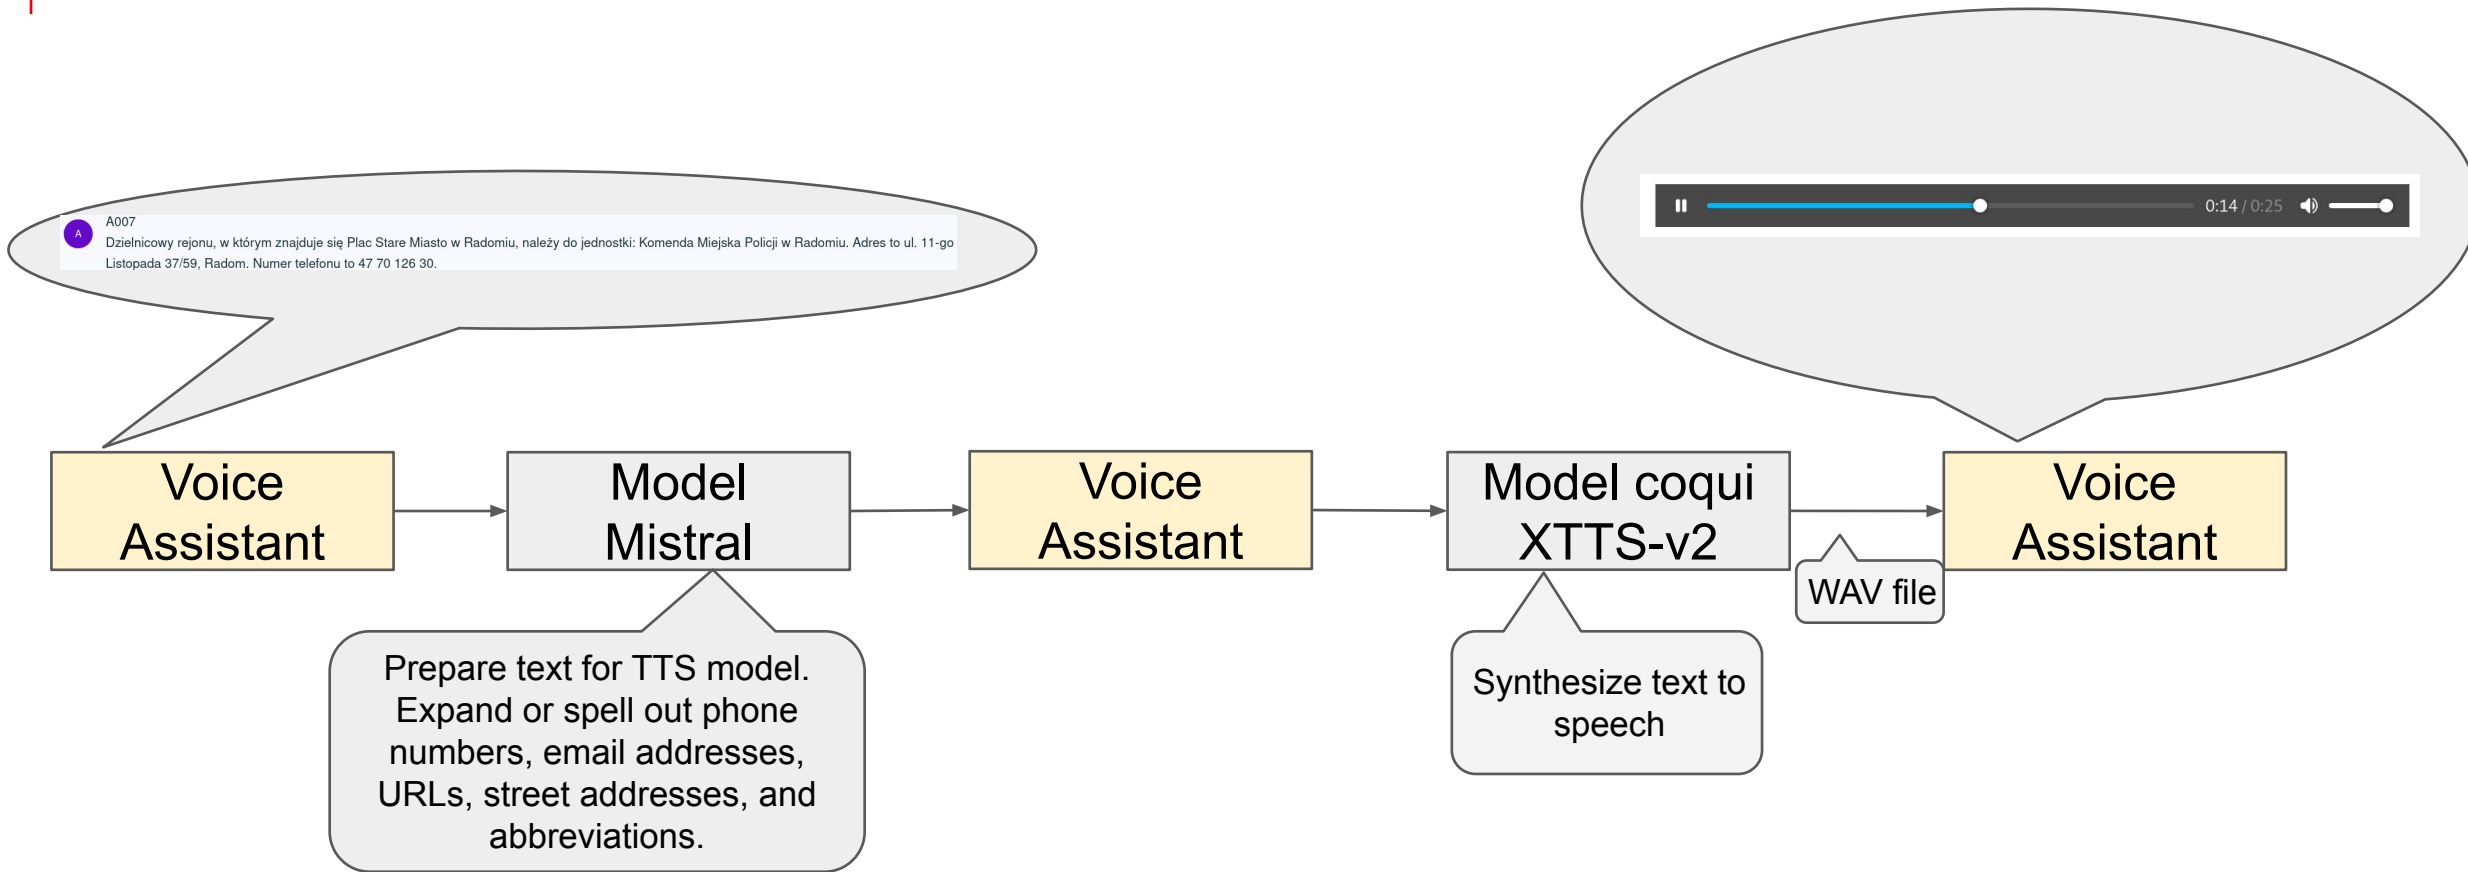 A007
A
Dzielnicowy rejonu, w którym znajduje się Plac Stare Miasto w Radomiu, należy do jednostki: Komenda Miejska Policji w Radomiu. Adres to ul. 11-go
Listopada 37/59, Radom. Numer telefonu to 47 70 126 30.
0:14 / 0:25
Voice
Assistant
Model
Mistral
Voice
Assistant
Model coqui
XTTS-v2
Voice
Assistant
WAV file
Prepare text for TTS model.
Expand or spell out phone
numbers, email addresses,
URLs, street addresses, and
abbreviations.
Synthesize text to
speech